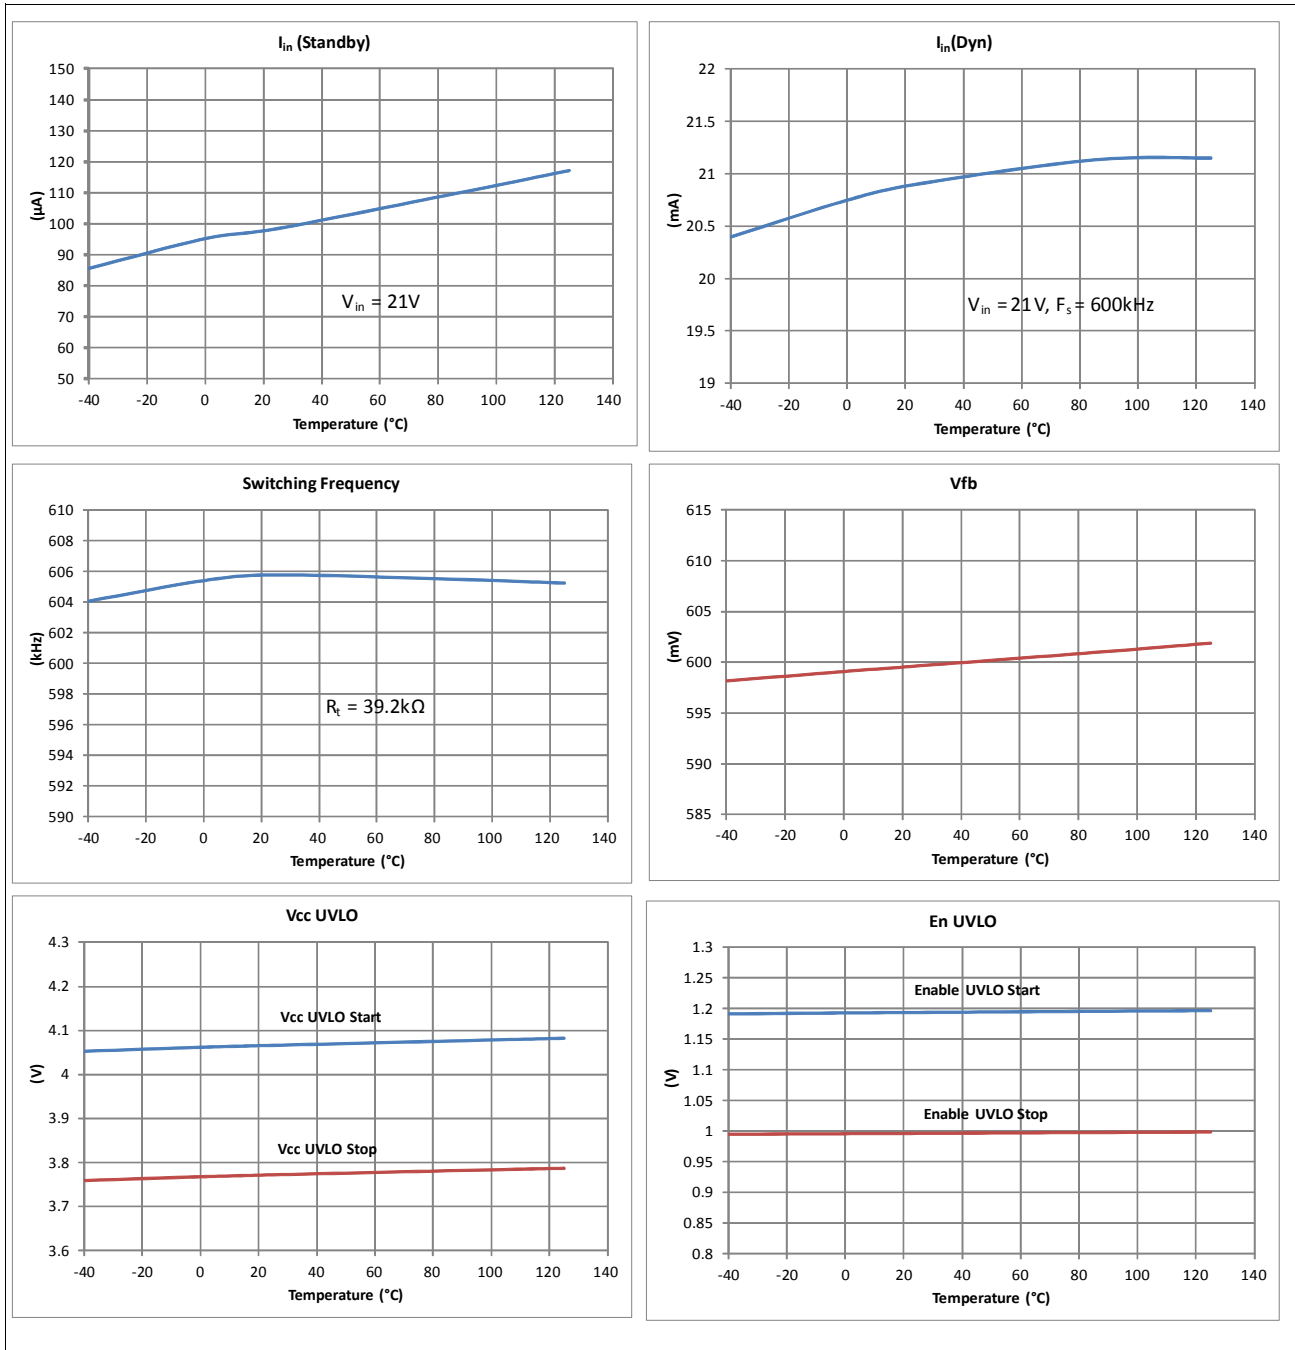 I_in (Standby)
150
140
130
120
110
100
90
80
70
60
50
(µA)
V_in = 21V
-40 -20 0 20 40 60 80 100 120 140
Temperature (°C)
I_in(Dyn)
22
21.5
21
20.5
20
19.5
19
(mA)
V_in = 21V, F_s = 600kHz
-40 -20 0 20 40 60 80 100 120 140
Temperature (°C)
Switching Frequency
610
608
606
604
602
600
598
596
594
592
590
(kHz)
R_t = 39.2kΩ
-40 -20 0 20 40 60 80 100 120 140
Temperature (°C)
Vfb
615
610
605
600
595
590
585
(mV)
-40 -20 0 20 40 60 80 100 120 140
Temperature (°C)
Vcc UVLO
4.3
4.2
4.1
4
3.9
3.8
3.7
3.6
(V)
Vcc UVLO Start
Vcc UVLO Stop
-40 -20 0 20 40 60 80 100 120 140
Temperature (°C)
En UVLO
1.3
1.25
1.2
1.15
1.1
1.05
1
0.95
0.9
0.85
0.8
(V)
Enable UVLO Start
Enable UVLO Stop
-40 -20 0 20 40 60 80 100 120 140
Temperature (°C)